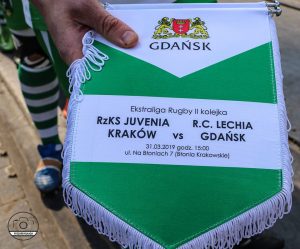 GDAŃSK
Ekstraliga Rugby II kolejka
RzKS JUVENIA R.C. LECHIA
KRAKÓW vs GDAŃSK
31.03.2019 godz. 15:00
ul. Na Błoniach 7 (Błonia Krakowskie)